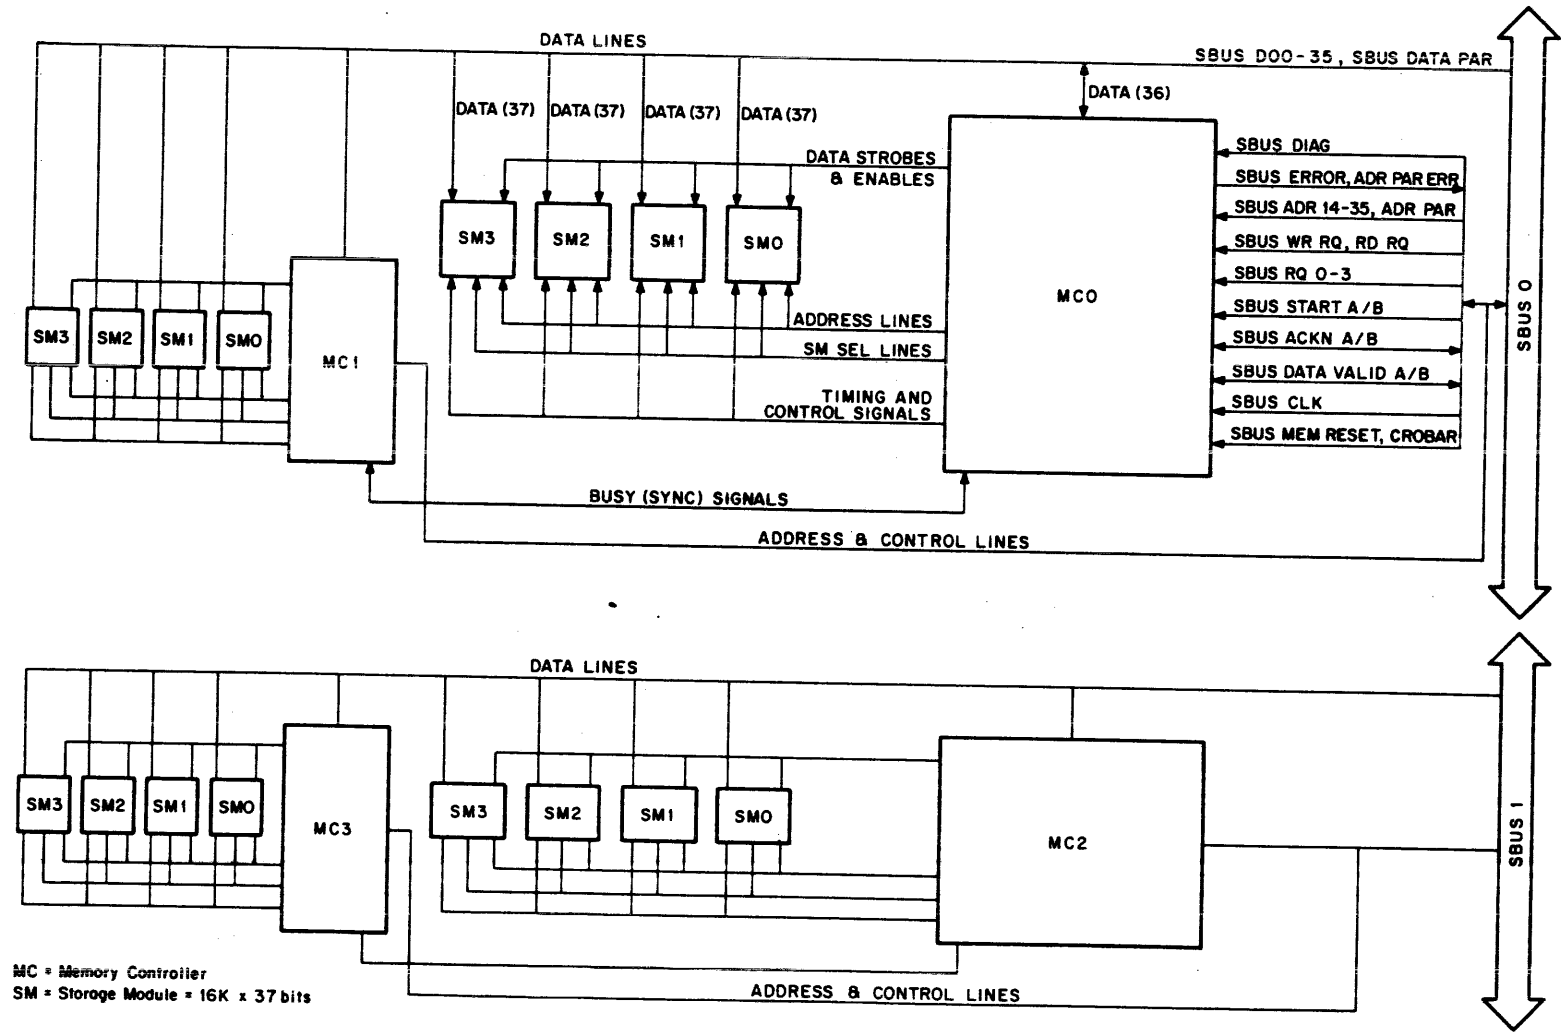 DATA LINES
SBUS D00-35, SBUS DATA PAR
DATA (37)
DATA (37)
DATA (37)
DATA (37)
DATA (36)
DATA STROBES
& ENABLES
SBUS DIAG
SBUS ERROR, ADR PAR ERR
SBUS ADR 14-35, ADR PAR
SBUS WR RQ, RD RQ
SBUS RQ 0-3
SBUS START A/B
SBUS ACKN A/B
SBUS DATA VALID A/B
SBUS CLK
SBUS MEM RESET, CROBAR
SBUS 0
SM3
SM2
SM1
SM0
MC0
SM3
SM2
SM1
SM0
MC1
ADDRESS LINES
SM SEL LINES
TIMING AND
CONTROL SIGNALS
BUSY (SYNC) SIGNALS
ADDRESS & CONTROL LINES
DATA LINES
SM3
SM2
SM1
SM0
MC3
SM3
SM2
SM1
SM0
MC2
SBUS 1
ADDRESS & CONTROL LINES
MC = Memory Controller
SM = Storage Module = 16K x 37 bits